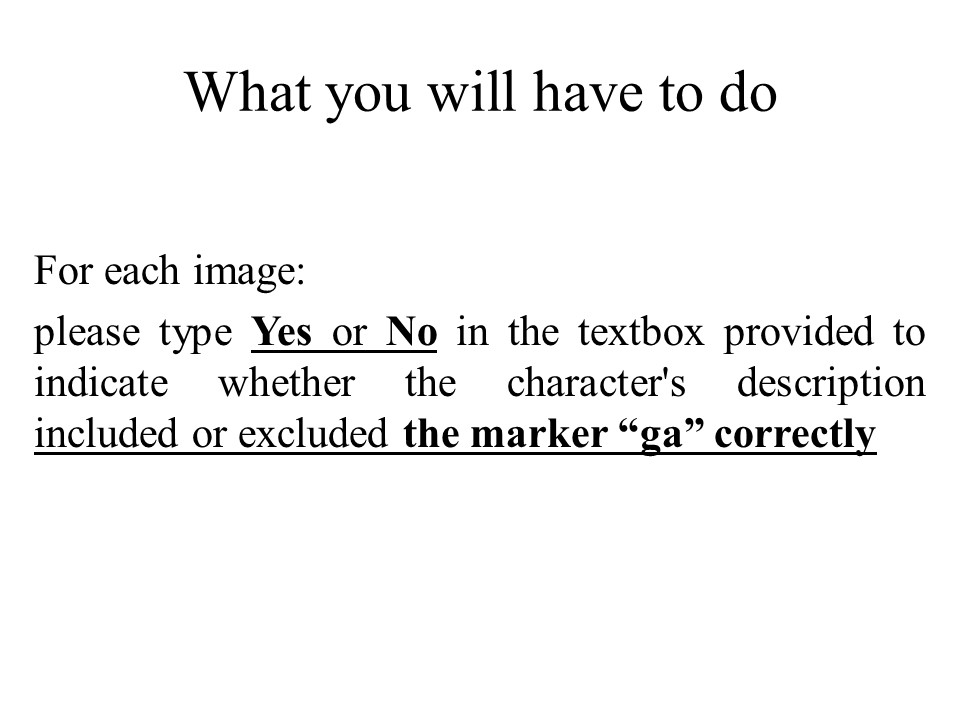 What you will have to do
For each image:
please type Yes or No in the textbox provided to
indicate whether the character's description
included or excluded the marker “ga” correctly